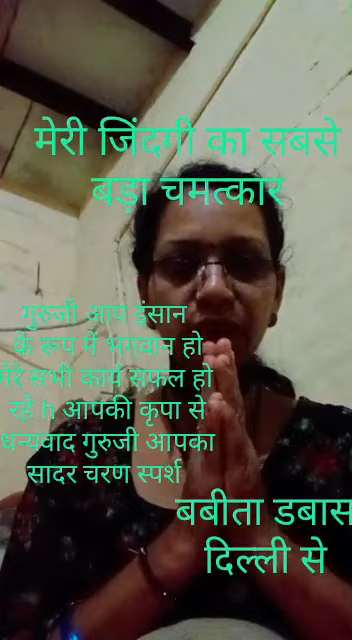 मेरी जिंदगी का सबसे
बड़ा चमत्कार
गुरुजी आप इंसान
के रूप में भगवान हो
मेरे सभी कार्य सफल हो
रहे h आपकी कृपा से
धन्यवाद गुरुजी आपका
सादर चरण स्पर्श
बबीता डबास
दिल्ली से